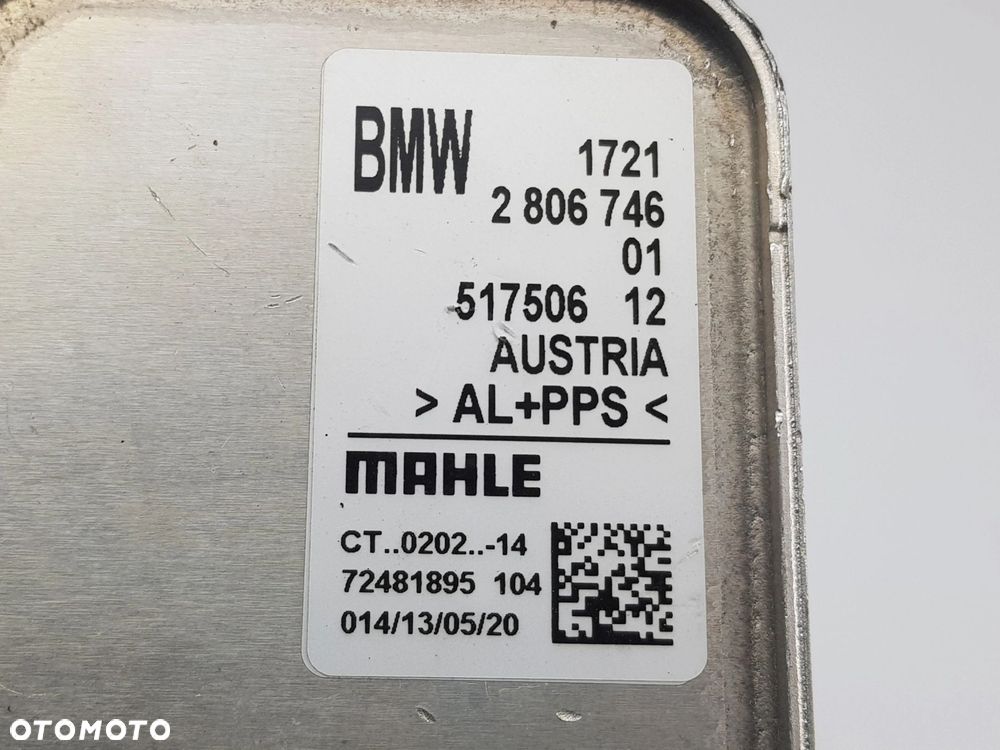 BMW 1721
2 806 746
01
517506 12
AUSTRIA
> AL+PPS <
MAHLE
CT..0202..-14
72481895 104
014/13/05/20
OTOMOTO